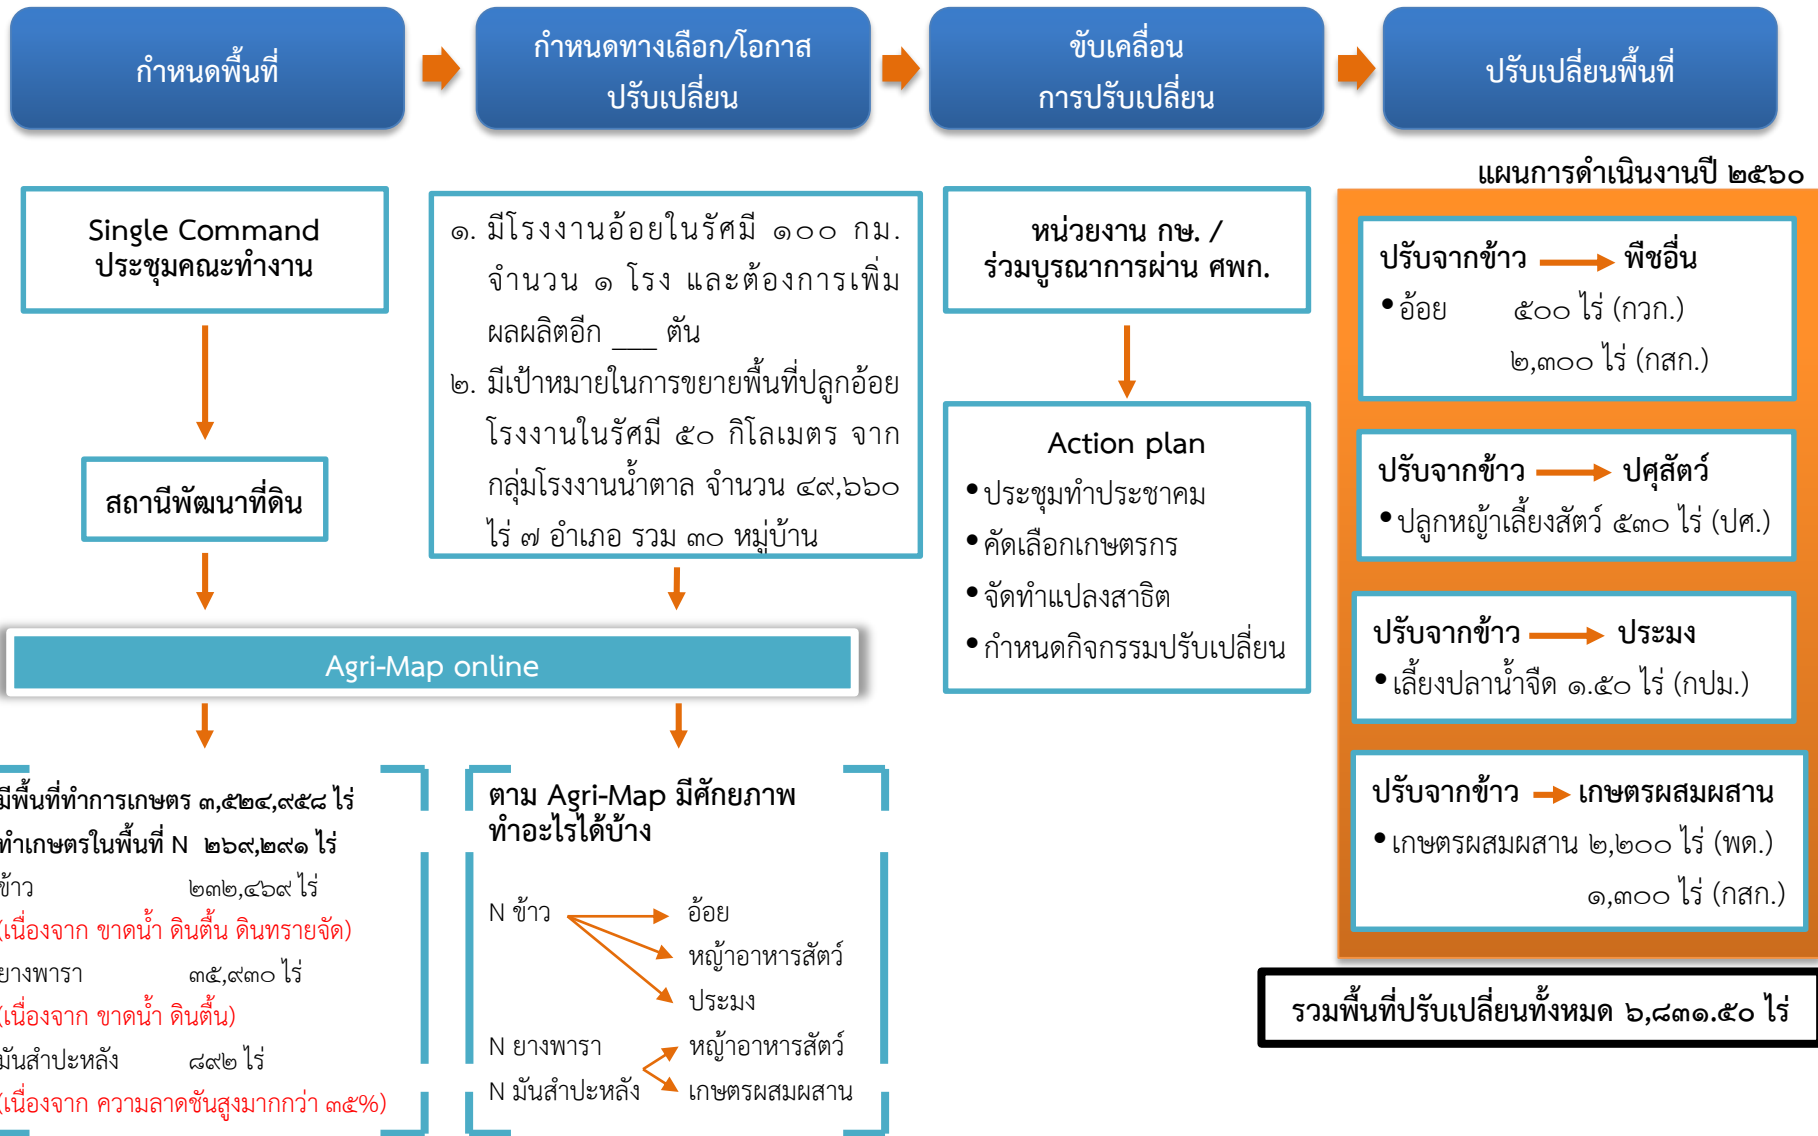 กำหนดพื้นที่
กำหนดทางเลือก/โอกาส
ปรับเปลี่ยน
ขับเคลื่อน
การปรับเปลี่ยน
ปรับเปลี่ยนพื้นที่
Single Command
ประชุมคณะทำงาน
สถานีพัฒนาที่ดิน
๑. มีโรงงานอ้อยในรัศมี ๑๐๐ กม.
จำนวน ๑ โรง และต้องการเพิ่ม
ผลผลิตอีก ___ ตัน
๒. มีเป้าหมายในการขยายพื้นที่ปลูกอ้อย
โรงงานในรัศมี ๕๐ กิโลเมตร จาก
กลุ่มโรงงานน้ำตาล จำนวน ๔๙,๖๖๐
ไร่ ๗ อำเภอ รวม ๓๐ หมู่บ้าน
Agri-Map online
มีพื้นที่ทำการเกษตร ๓,๕๒๔,๙๕๘ ไร่
ทำเกษตรในพื้นที่ N ๒๖๙,๒๙๑ ไร่
ข้าว ๒๓๒,๔๖๙ ไร่
(เนื่องจาก ขาดน้ำ ดินตื้น ดินทรายจัด)
ยางพารา ๓๕,๙๓๐ ไร่
(เนื่องจาก ขาดน้ำ ดินตื้น)
มันสำปะหลัง ๘๙๒ ไร่
(เนื่องจาก ความลาดชันสูงมากกว่า ๓๕%)
ตาม Agri-Map มีศักยภาพ
ทำอะไรได้บ้าง
N ข้าว อ้อย
หญ้าอาหารสัตว์
ประมง
N ยางพารา หญ้าอาหารสัตว์
N มันสำปะหลัง เกษตรผสมผสาน
หน่วยงาน กษ. /
ร่วมบูรณาการผ่าน ศพก.
Action plan
•ประชุมทำประชาคม
•คัดเลือกเกษตรกร
•จัดทำแปลงสาธิต
•กำหนดกิจกรรมปรับเปลี่ยน
แผนการดำเนินงานปี ๒๕๖๐
ปรับจากข้าว พืชอื่น
•อ้อย ๕๐๐ ไร่ (กวก.)
๒,๓๐๐ ไร่ (กสก.)
ปรับจากข้าว ปศุสัตว์
•ปลูกหญ้าเลี้ยงสัตว์ ๕๓๐ ไร่ (ปศ.)
ปรับจากข้าว ประมง
•เลี้ยงปลาน้ำจืด ๑.๕๐ ไร่ (กปม.)
ปรับจากข้าว เกษตรผสมผสาน
•เกษตรผสมผสาน ๒,๒๐๐ ไร่ (พด.)
๑,๓๐๐ ไร่ (กสก.)
รวมพื้นที่ปรับเปลี่ยนทั้งหมด ๖,๘๓๑.๕๐ ไร่